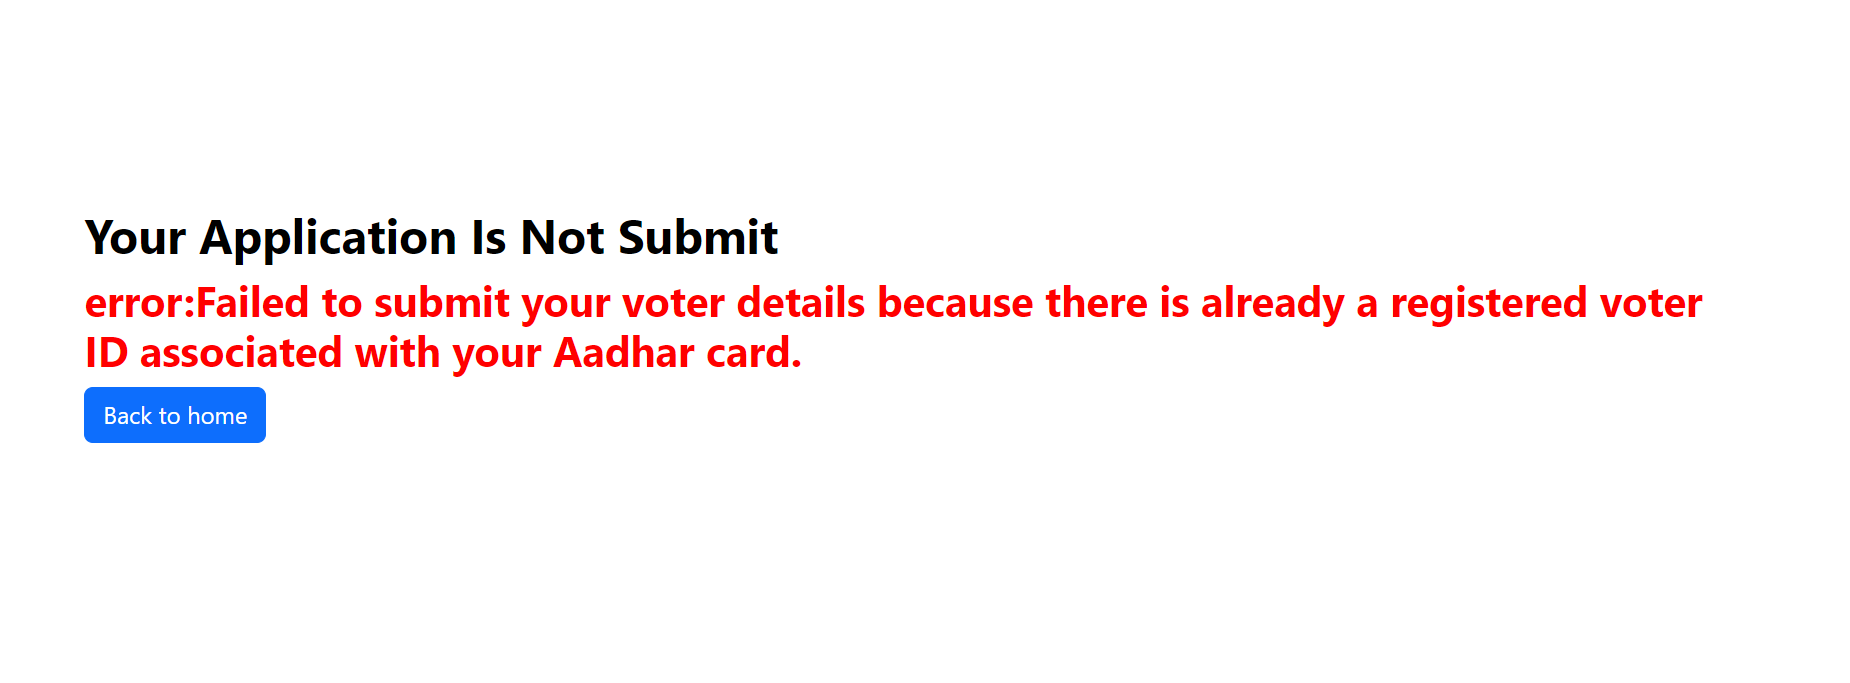 Your Application Is Not Submit
error:Failed to submit your voter details because there is already a registered voter
ID associated with your Aadhar card.
Back to home